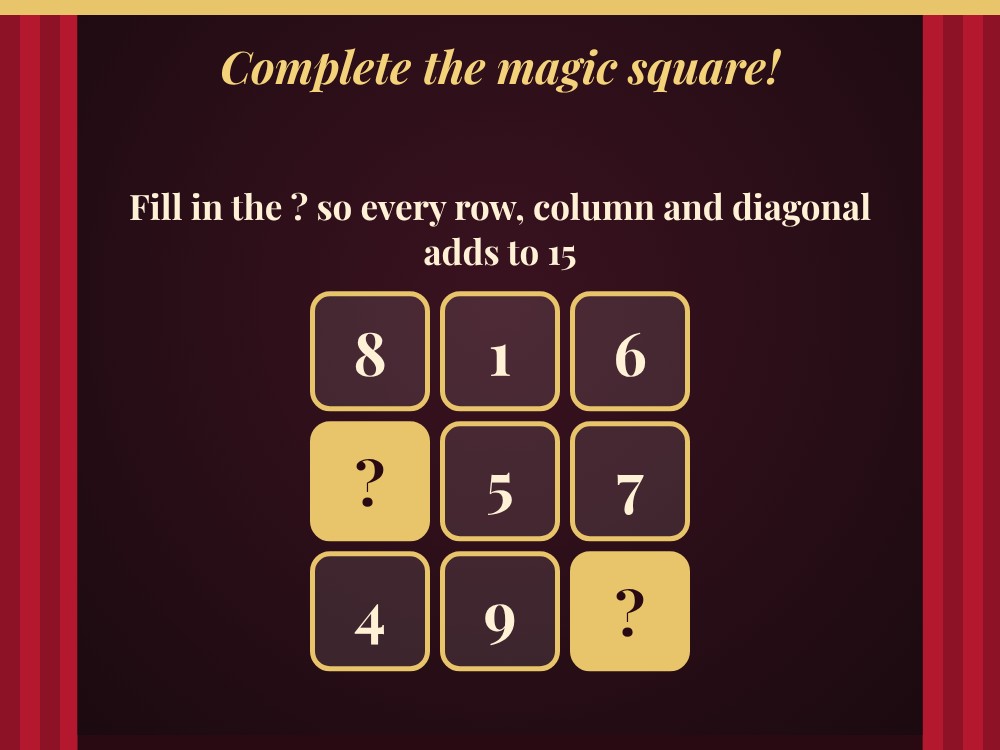 Complete the magic square!
Fill in the ? so every row, column and diagonal
adds to 15
8 1 6
? 5 7
4 9 ?